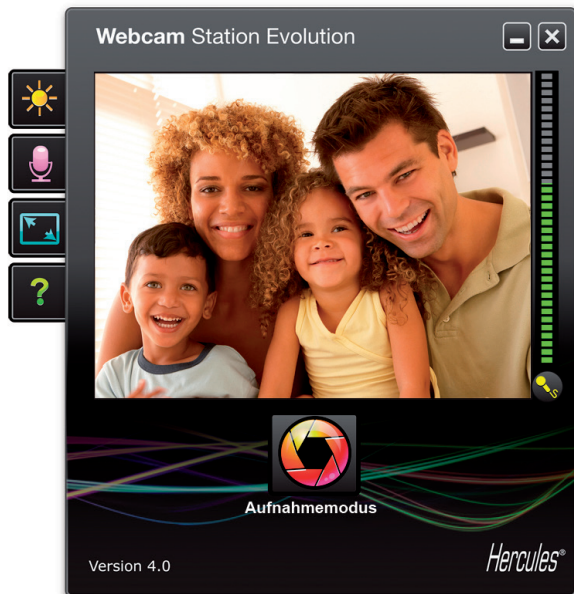 Webcam Station Evolution
?
S
Aufnahmemodus
Version 4.0
Hercules®